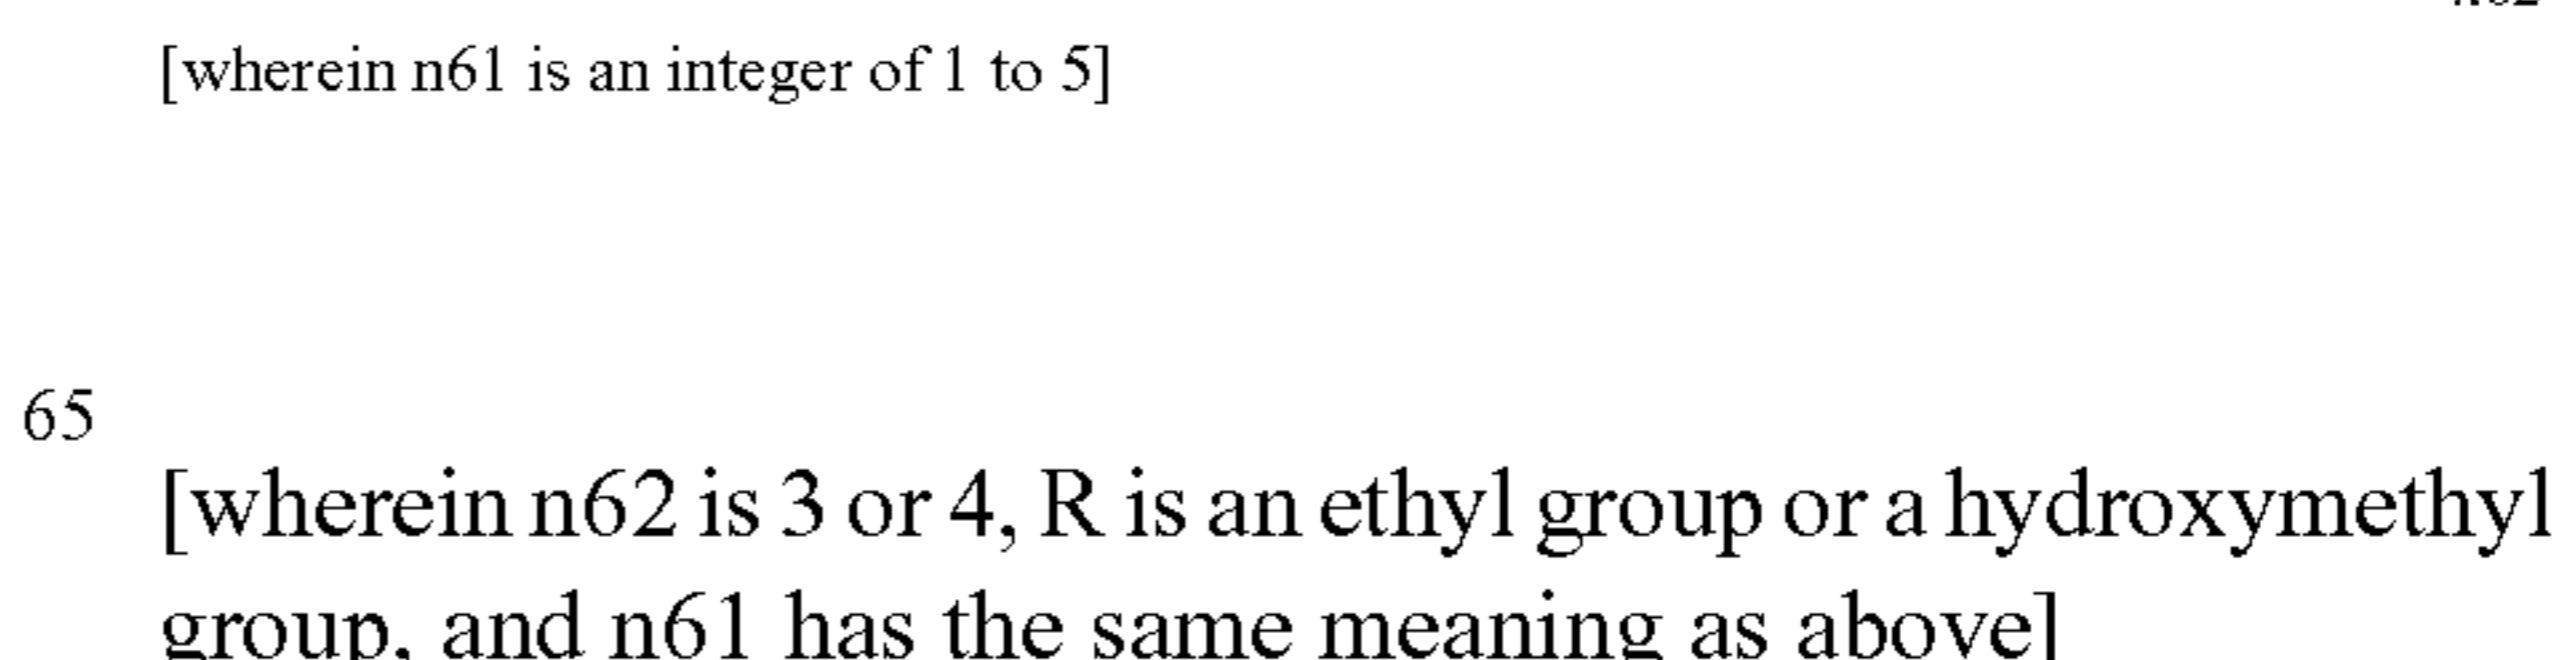 [wherein n61 is an integer of 1 to 5]
65
[wherein n62 is 3 or 4, R is an ethyl group or a hydroxymethyl
group, and n61 has the same meaning as above]